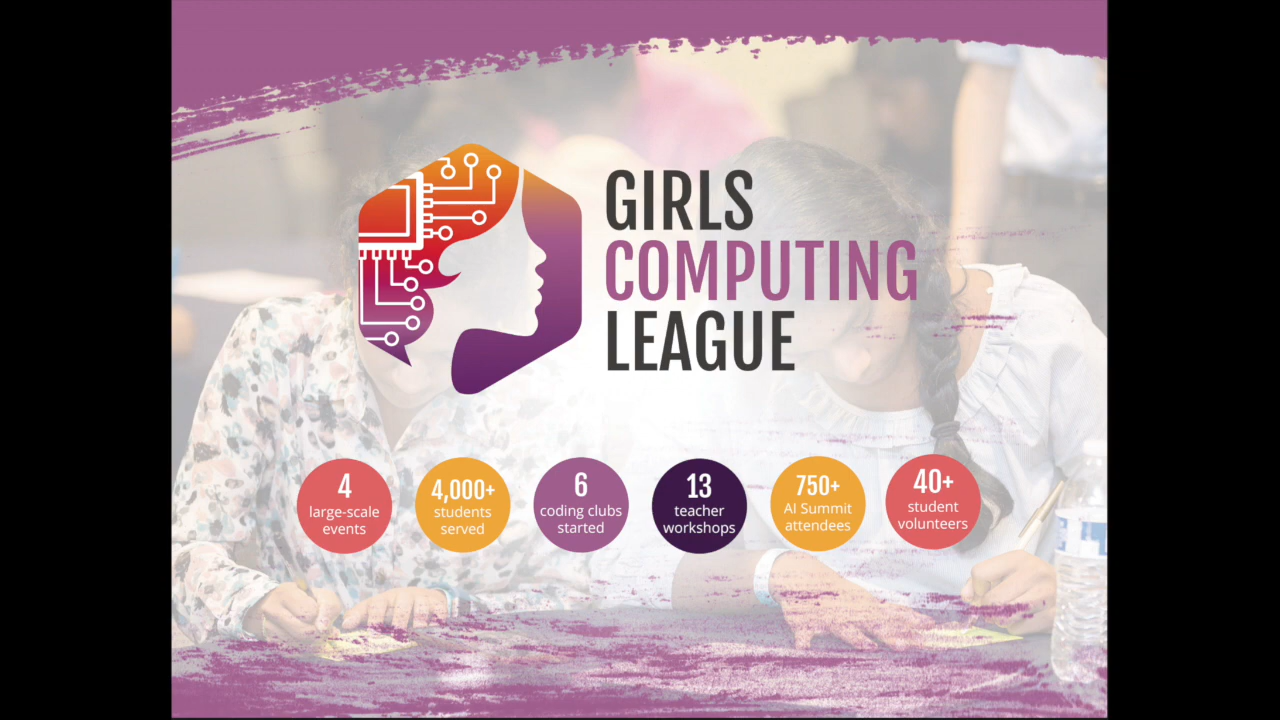 GIRLS
COMPUTING
LEAGUE
4
large-scale
events
4,000+
students
served
6
coding clubs
started
13
teacher
workshops
750+
AI Summit
attendees
40+
student
volunteers